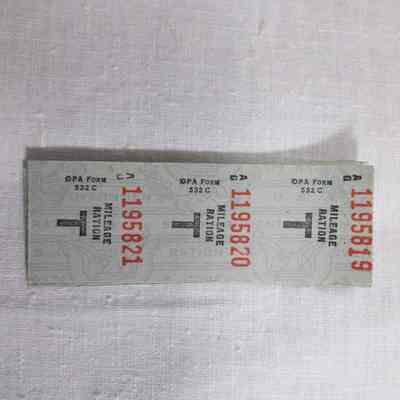 OPA FORM
532 C
MILEAGE
RATION
T
1195821
OPA FORM
532 C
MILEAGE
RATION
T
A
G
1195820
OPA FORM
532 C
MILEAGE
RATION
T
A
G
1195819